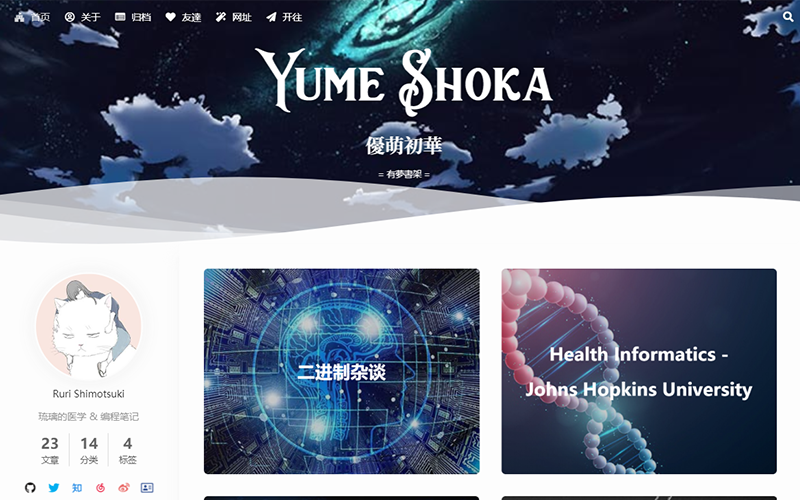 首页 关于 归档 友達 网址 开往
Yume Shoka
優萌初華
= 有夢書架 =
二进制杂谈
Health Informatics -
Johns Hopkins University
Ruri Shimotsuki
琉璃的医学 & 编程笔记
23 14 4
文章 分类 标签
知